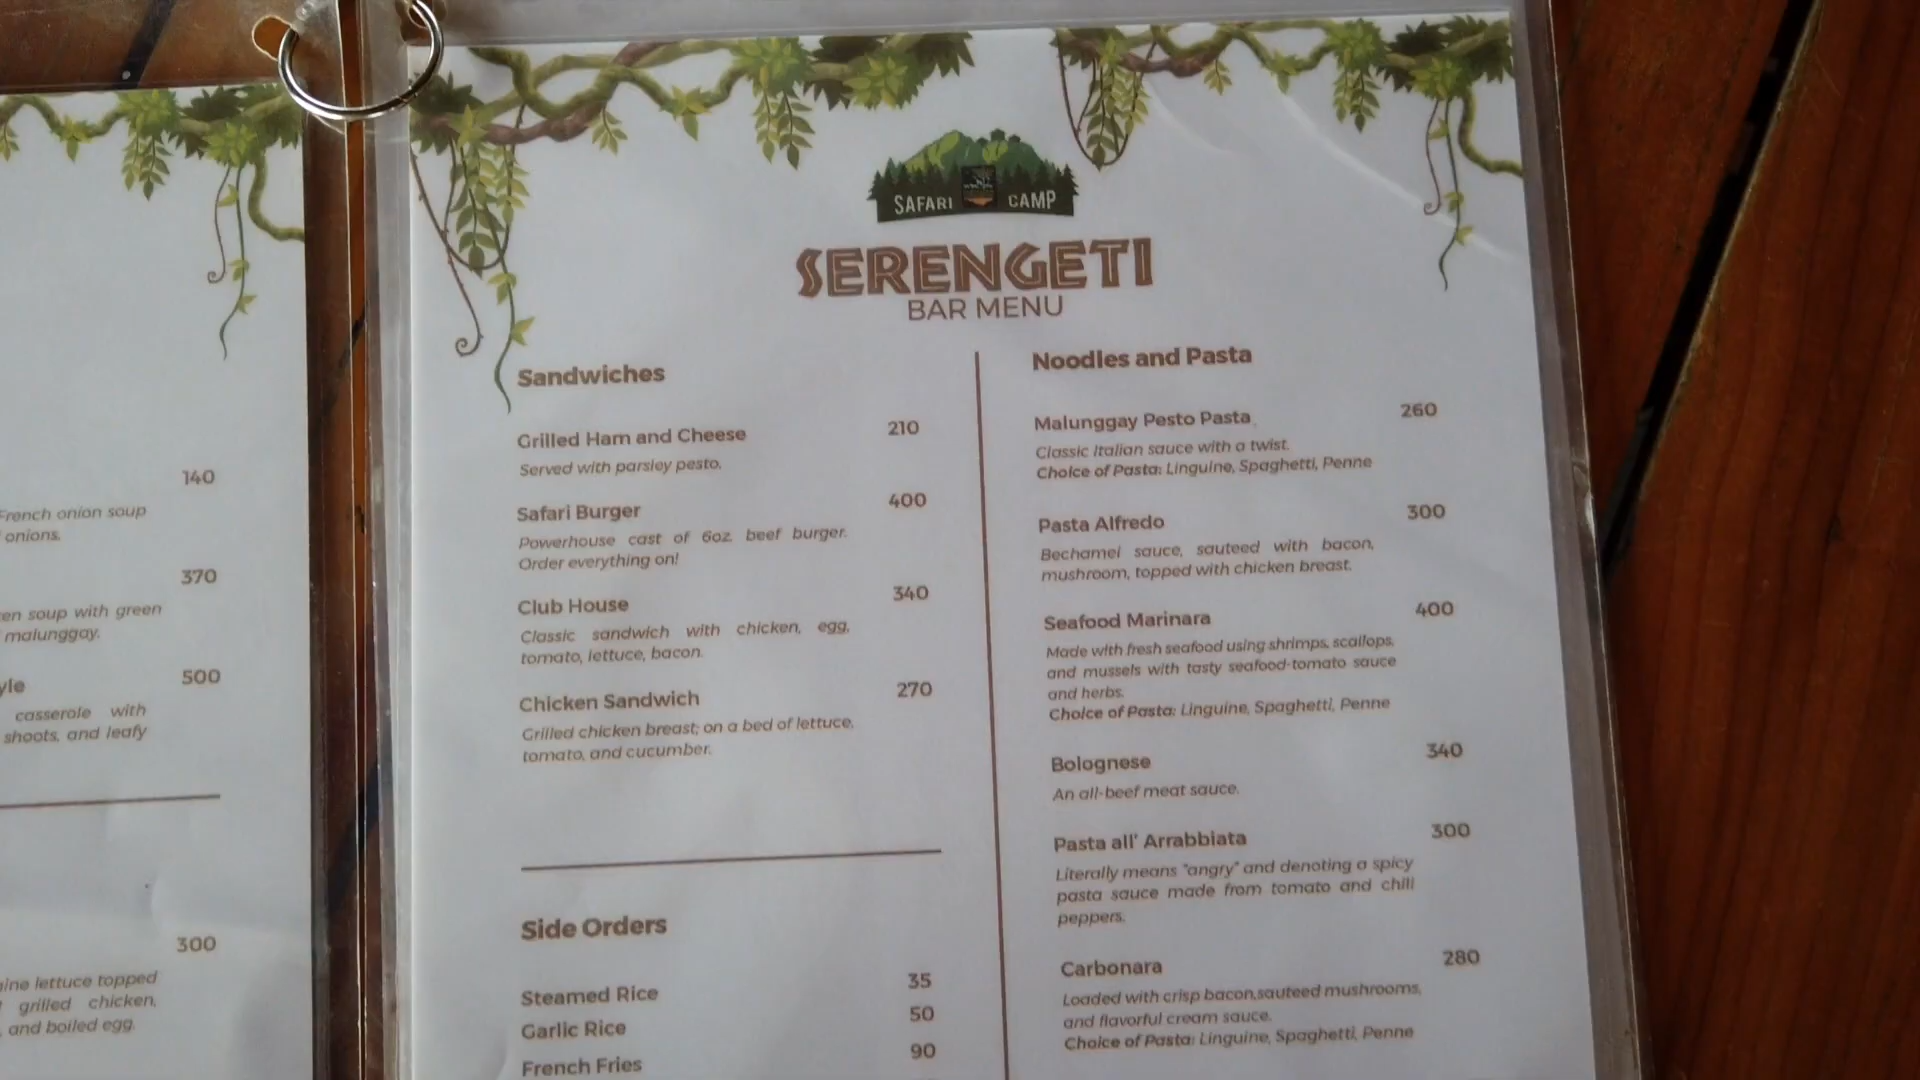 140
French onion soup
onions.
370
soup with green
malunggay.
500
casserole with
shoots, and leafy
300
lettuce topped
grilled chicken,
and boiled egg.
SAFARI CAMP
SERENGETI
BAR MENU
Sandwiches
Grilled Ham and Cheese 210
Served with parsley pesto.
Safari Burger 400
Powerhouse cast of 6oz. beef burger.
Order everything on!
Club House 340
Classic sandwich with chicken, egg,
tomato, lettuce, bacon.
Chicken Sandwich 270
Grilled chicken breast; on a bed of lettuce,
tomato, and cucumber.
Side Orders
Steamed Rice 35
Garlic Rice 50
French Fries 90
Noodles and Pasta
Malunggay Pesto Pasta 260
Classic Italian sauce with a twist.
Choice of Pasta: Linguine, Spaghetti, Penne
Pasta Alfredo 300
Bechamel sauce, sauteed with bacon,
mushroom, topped with chicken breast.
Seafood Marinara 400
Made with fresh seafood using shrimps, scallops,
and mussels with tasty seafood-tomato sauce
and herbs.
Choice of Pasta: Linguine, Spaghetti, Penne
Bolognese 340
An all-beef meat sauce.
Pasta all' Arrabbiata 300
Literally means "angry" and denoting a spicy
pasta sauce made from tomato and chili
peppers.
Carbonara 280
Loaded with crisp bacon,sauteed mushrooms,
and flavorful cream sauce.
Choice of Pasta: Linguine, Spaghetti, Penne